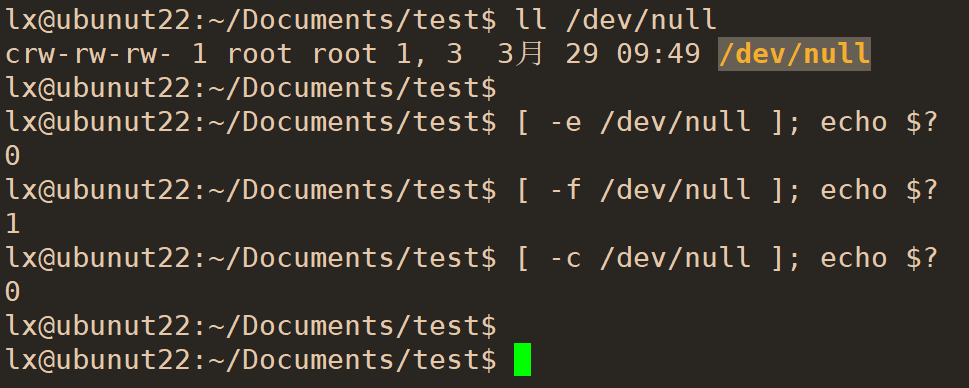 lx@ubunut22:~/Documents/test$ ll /dev/null
crw-rw-rw- 1 root root 1, 3  3月 29 09:49 /dev/null
lx@ubunut22:~/Documents/test$
lx@ubunut22:~/Documents/test$ [ -e /dev/null ]; echo $?
0
lx@ubunut22:~/Documents/test$ [ -f /dev/null ]; echo $?
1
lx@ubunut22:~/Documents/test$ [ -c /dev/null ]; echo $?
0
lx@ubunut22:~/Documents/test$
lx@ubunut22:~/Documents/test$